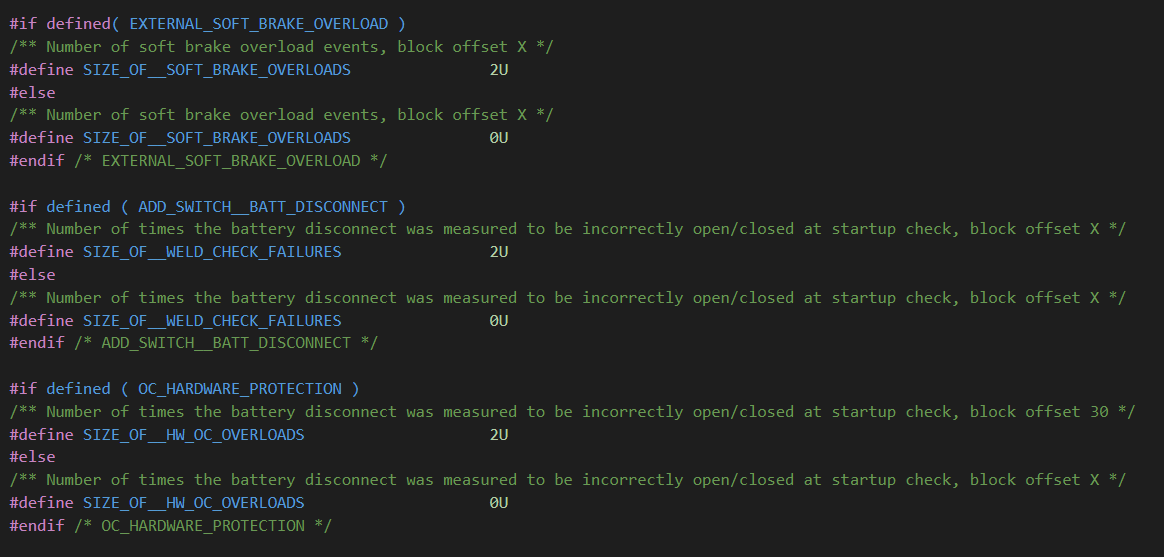 #if defined( EXTERNAL_SOFT_BRAKE_OVERLOAD )
/** Number of soft brake overload events, block offset X */
#define SIZE_OF__SOFT_BRAKE_OVERLOADS 2U
#else
/** Number of soft brake overload events, block offset X */
#define SIZE_OF__SOFT_BRAKE_OVERLOADS 0U
#endif /* EXTERNAL_SOFT_BRAKE_OVERLOAD */
#if defined ( ADD_SWITCH__BATT_DISCONNECT )
/** Number of times the battery disconnect was measured to be incorrectly open/closed at startup check, block offset X */
#define SIZE_OF__WELD_CHECK_FAILURES 2U
#else
/** Number of times the battery disconnect was measured to be incorrectly open/closed at startup check, block offset X */
#define SIZE_OF__WELD_CHECK_FAILURES 0U
#endif /* ADD_SWITCH__BATT_DISCONNECT */
#if defined ( OC_HARDWARE_PROTECTION )
/** Number of times the battery disconnect was measured to be incorrectly open/closed at startup check, block offset 30 */
#define SIZE_OF__HW_OC_OVERLOADS 2U
#else
/** Number of times the battery disconnect was measured to be incorrectly open/closed at startup check, block offset X */
#define SIZE_OF__HW_OC_OVERLOADS 0U
#endif /* OC_HARDWARE_PROTECTION */